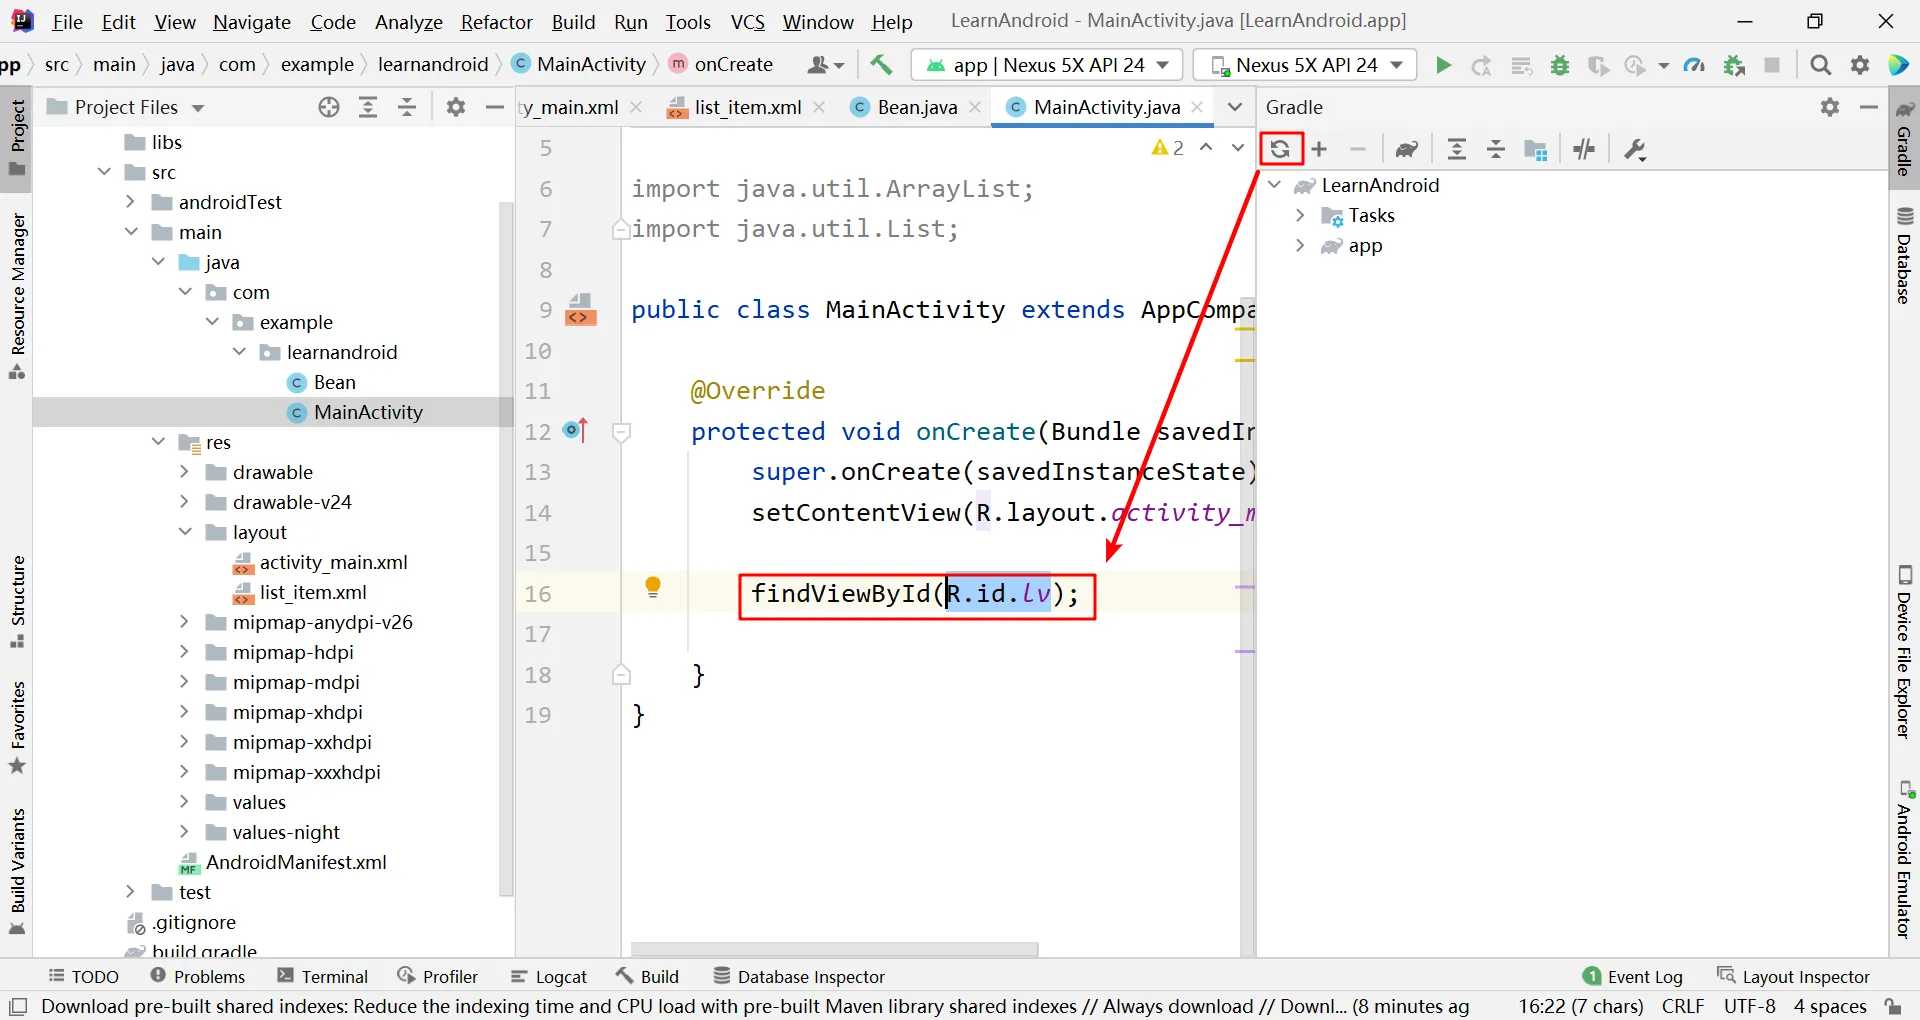 File Edit View Navigate Code Analyze Refactor Build Run Tools VCS Window Help LearnAndroid - MainActivity.java [LearnAndroid.app]
pp src main java com example learnandroid MainActivity onCreate app | Nexus 5X API 24 Nexus 5X API 24
Project Files
ty_main.xml list_item.xml Bean.java MainActivity.java
Gradle
Project
Resource Manager
Structure
Favorites
Build Variants
libs
src
androidTest
main
java
com
example
learnandroid
Bean
MainActivity
res
drawable
drawable-v24
layout
activity_main.xml
list_item.xml
mipmap-anydpi-v26
mipmap-hdpi
mipmap-mdpi
mipmap-xhdpi
mipmap-xxhdpi
mipmap-xxxhdpi
values
values-night
AndroidManifest.xml
test
.gitignore
build.gradle
2
5
6 import java.util.ArrayList;
7 import java.util.List;
8
9 public class MainActivity extends AppCompa
10
11 @Override
12 protected void onCreate(Bundle savedIn
13 super.onCreate(savedInstanceState)
14 setContentView(R.layout.activity_m
15
16 findViewById(R.id.lv);
17
18 }
19 }
LearnAndroid
Tasks
app
Gradle
Database
Device File Explorer
Android Emulator
TODO Problems Terminal Profiler Logcat Build Database Inspector 1 Event Log Layout Inspector
Download pre-built shared indexes: Reduce the indexing time and CPU load with pre-built Maven library shared indexes // Always download // Downl... (8 minutes ag 16:22 (7 chars) CRLF UTF-8 4 spaces